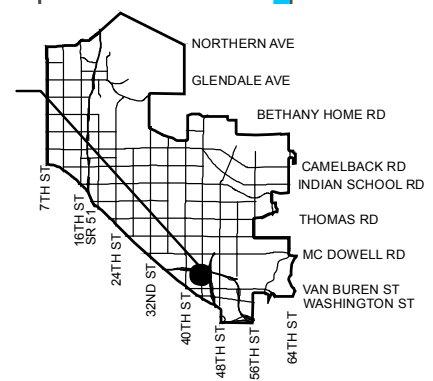 NORTHERN AVE
GLENDALE AVE
BETHANY HOME RD
CAMELBACK RD
INDIAN SCHOOL RD
THOMAS RD
MC DOWELL RD
VAN BUREN ST
WASHINGTON ST
7TH ST
16TH ST
SR 51
24TH ST
32ND ST
40TH ST
48TH ST
56TH ST
64TH ST